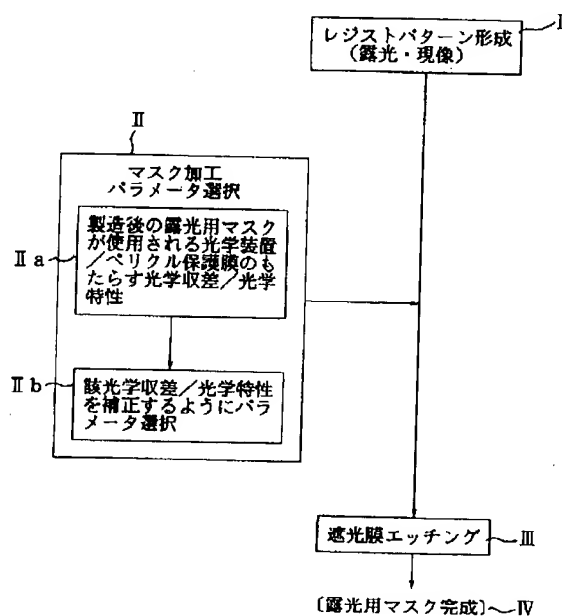 レジストパターン形成
(露光・現像)
I
II
マスク加工
パラメータ選択
IIa
製造後の露光用マスク
が使用される光学装置
/ペリクル保護膜のも
たらす光学収差/光学
特性
IIb
該光学収差/光学特性
を補正するようにパラ
メータ選択
遮光膜エッチング
III
[露光用マスク完成]
IV